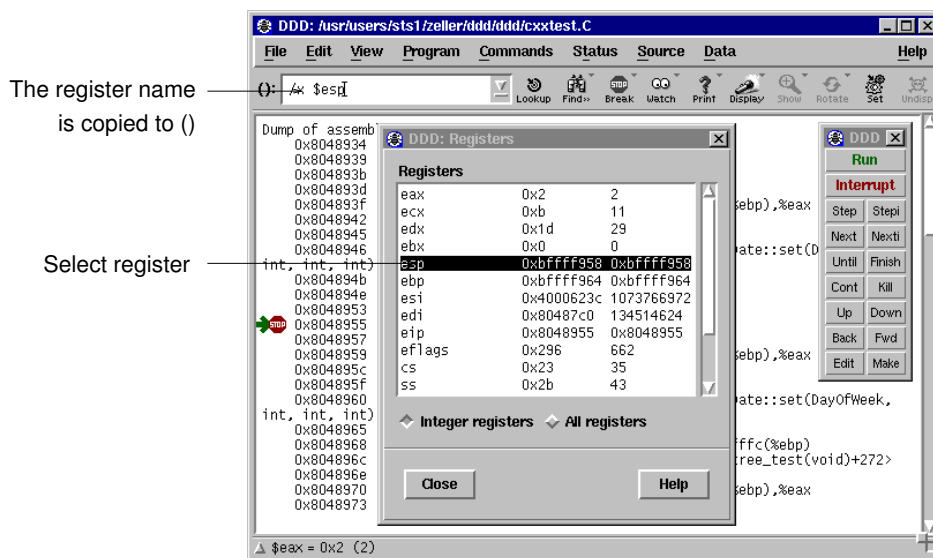 DDD: /usr/users/sts1/zeller/ddd/ddd/cxxtest.C
File Edit View Program Commands Status Source Data Help
The register name
is copied to ()
(): /x $esp
Lookup Find» Break Watch Print Display Show Rotate Set Undisp
Dump of assemb
0x8048934
0x8048939
0x804893b
0x804893d
0x804893f %ebp),%eax
0x8048942
0x8048945
0x8048946 ate::set(D
int, int, int)
0x804894b
0x804894e
0x8048953
STOP 0x8048955
0x8048957
0x8048959 %ebp),%eax
0x804895c
0x804895f
0x8048960 ate::set(DayOfWeek,
int, int, int)
0x8048965
0x8048968 fffc(%ebp)
0x804896c tree_test(void)+272>
0x804896e
0x8048970 %ebp),%eax
0x8048973
Select register
DDD: Registers
Registers
eax 0x2 2
ecx 0xb 11
edx 0x1d 29
ebx 0x0 0
esp 0xbffff958 0xbffff958
ebp 0xbffff964 0xbffff964
esi 0x4000623c 1073766972
edi 0x80487c0 134514624
eip 0x8048955 0x8048955
eflags 0x296 662
cs 0x23 35
ss 0x2b 43
Integer registers All registers
Close Help
DDD
Run
Interrupt
Step Stepi
Next Nexti
Until Finish
Cont Kill
Up Down
Back Fwd
Edit Make
$eax = 0x2 (2)